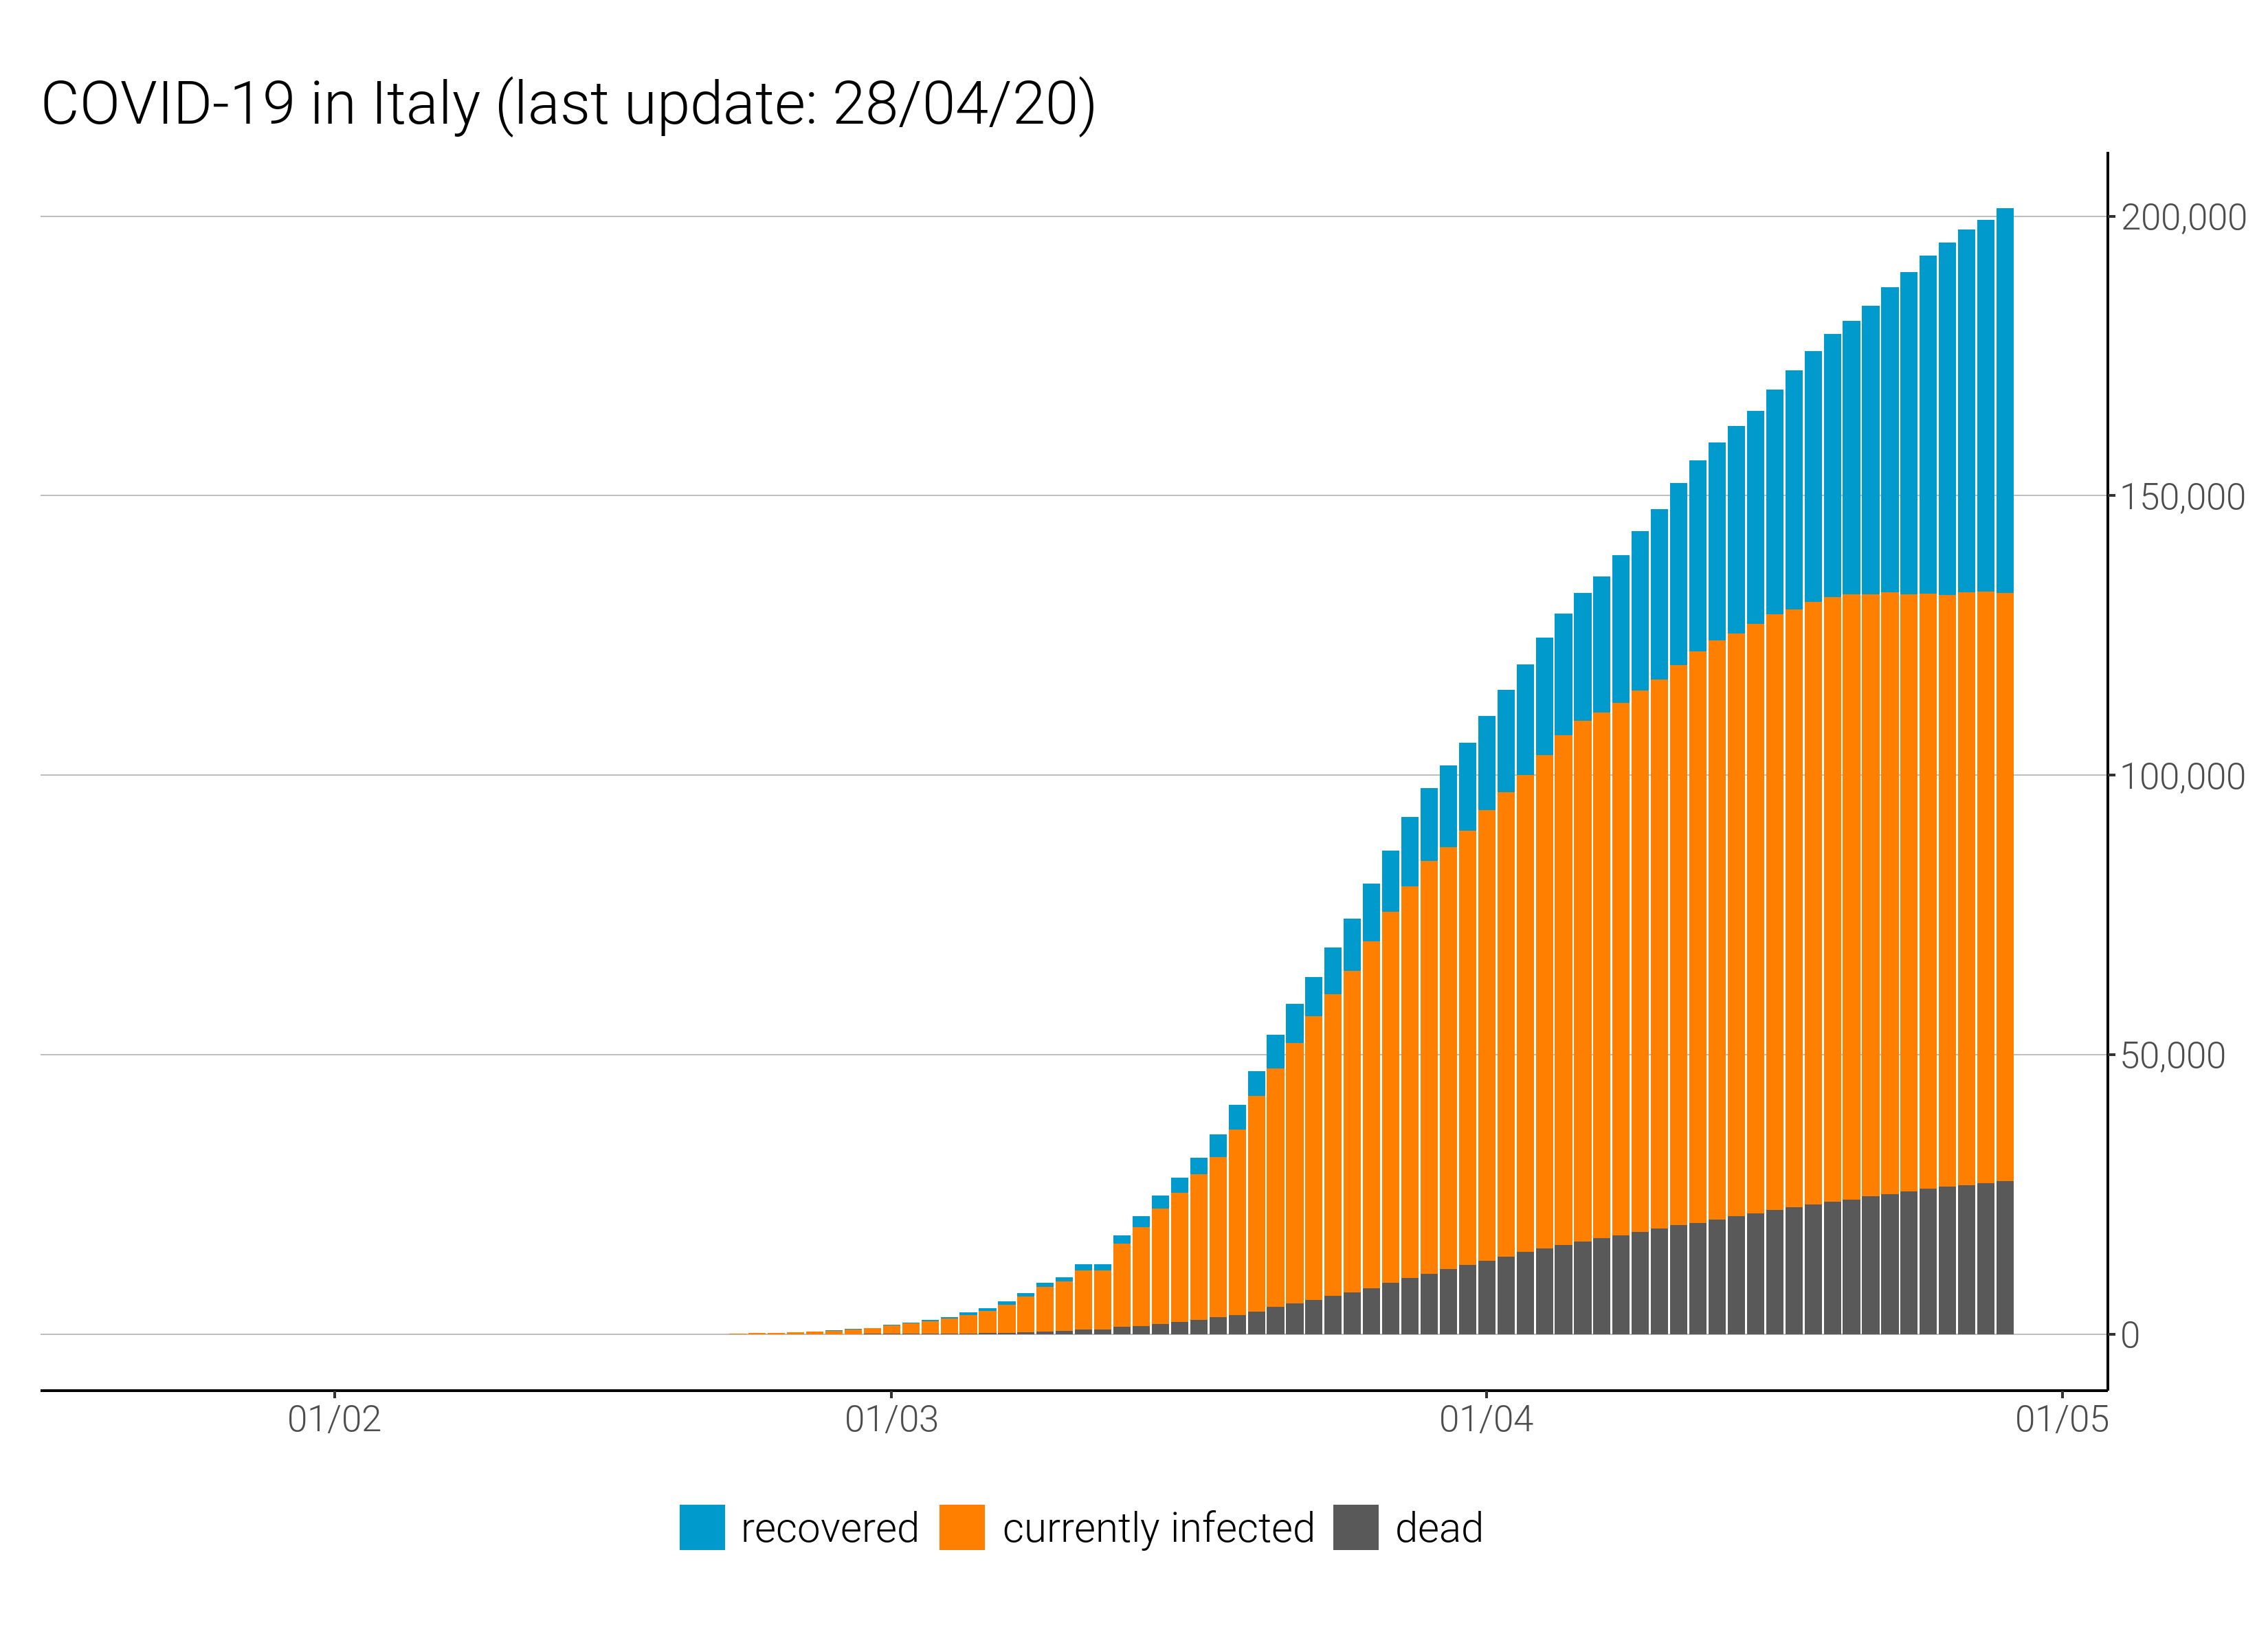 COVID-19 in Italy (last update: 28/04/20)
200,000
150,000
100,000
50,000
0
01/02 01/03 01/04 01/05
recovered currently infected dead